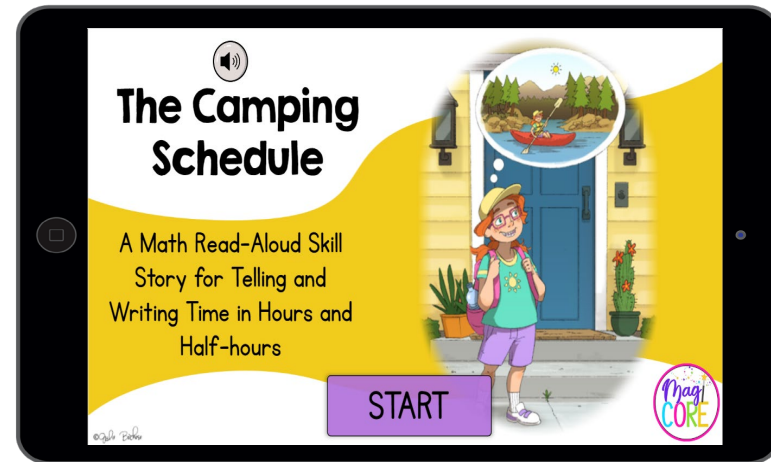 The Camping
Schedule
A Math Read-Aloud Skill
Story for Telling and
Writing Time in Hours and
Half-hours
START
Magi
CORE